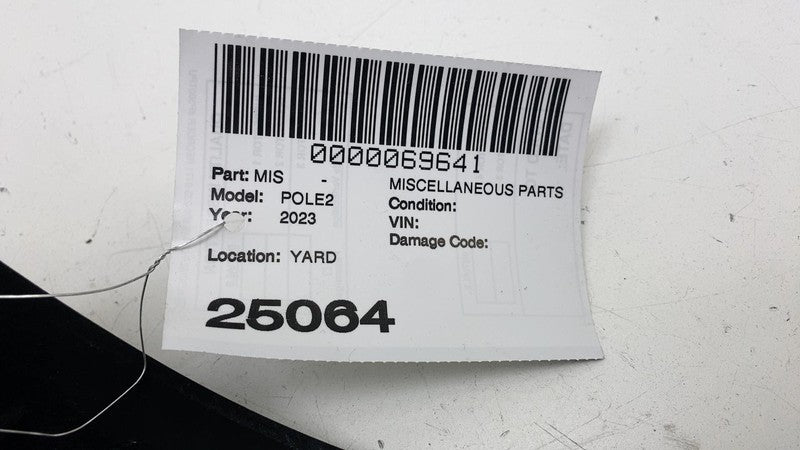 0000069641
Part: MIS - MISCELLANEOUS PARTS
Model: POLE2 Condition:
Year: 2023 VIN:
Damage Code:
Location: YARD
25064